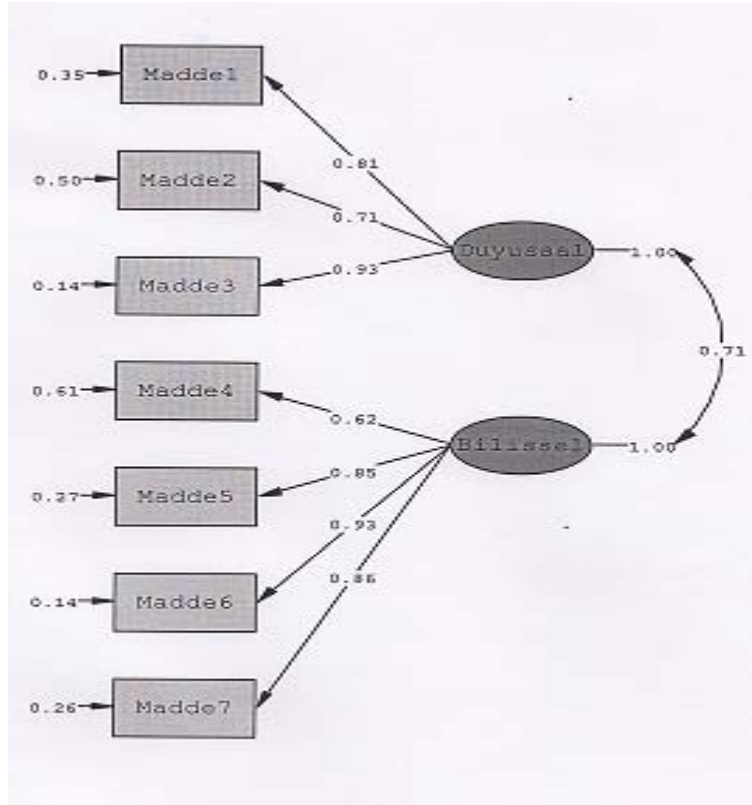 0.35 Madde1
0.81
0.50 Madde2
0.71
Duyussal 1.00
0.14 Madde3
0.93
0.71
0.61 Madde4
0.62
Bilissel 1.00
0.27 Madde5
0.85
0.93
0.14 Madde6
0.86
0.26 Madde7